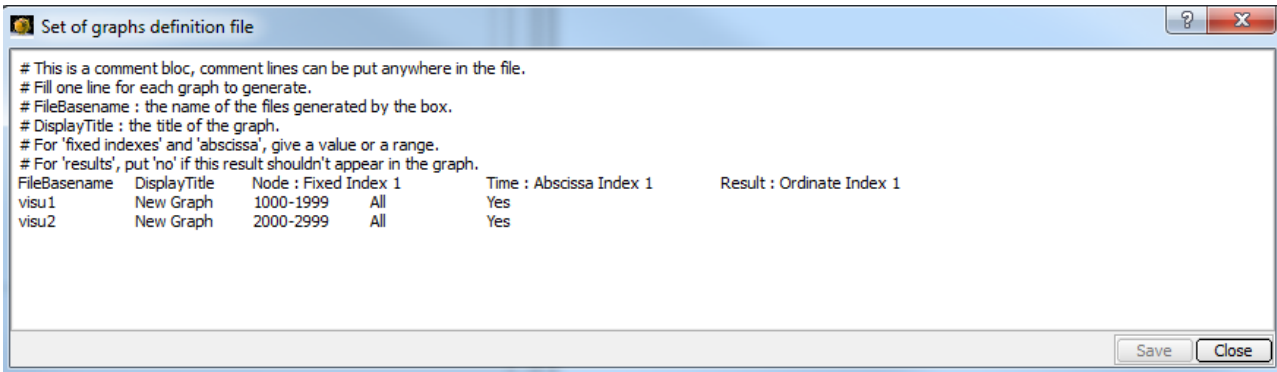 Set of graphs definition file
# This is a comment bloc, comment lines can be put anywhere in the file.
# Fill one line for each graph to generate.
# FileBasename : the name of the files generated by the box.
# DisplayTitle : the title of the graph.
# For 'fixed indexes' and 'abscissa', give a value or a range.
# For 'results', put 'no' if this result shouldn't appear in the graph.
FileBasename DisplayTitle Node : Fixed Index 1 Time : Abscissa Index 1 Result : Ordinate Index 1
visu1 New Graph 1000-1999 All Yes
visu2 New Graph 2000-2999 All Yes
Save Close